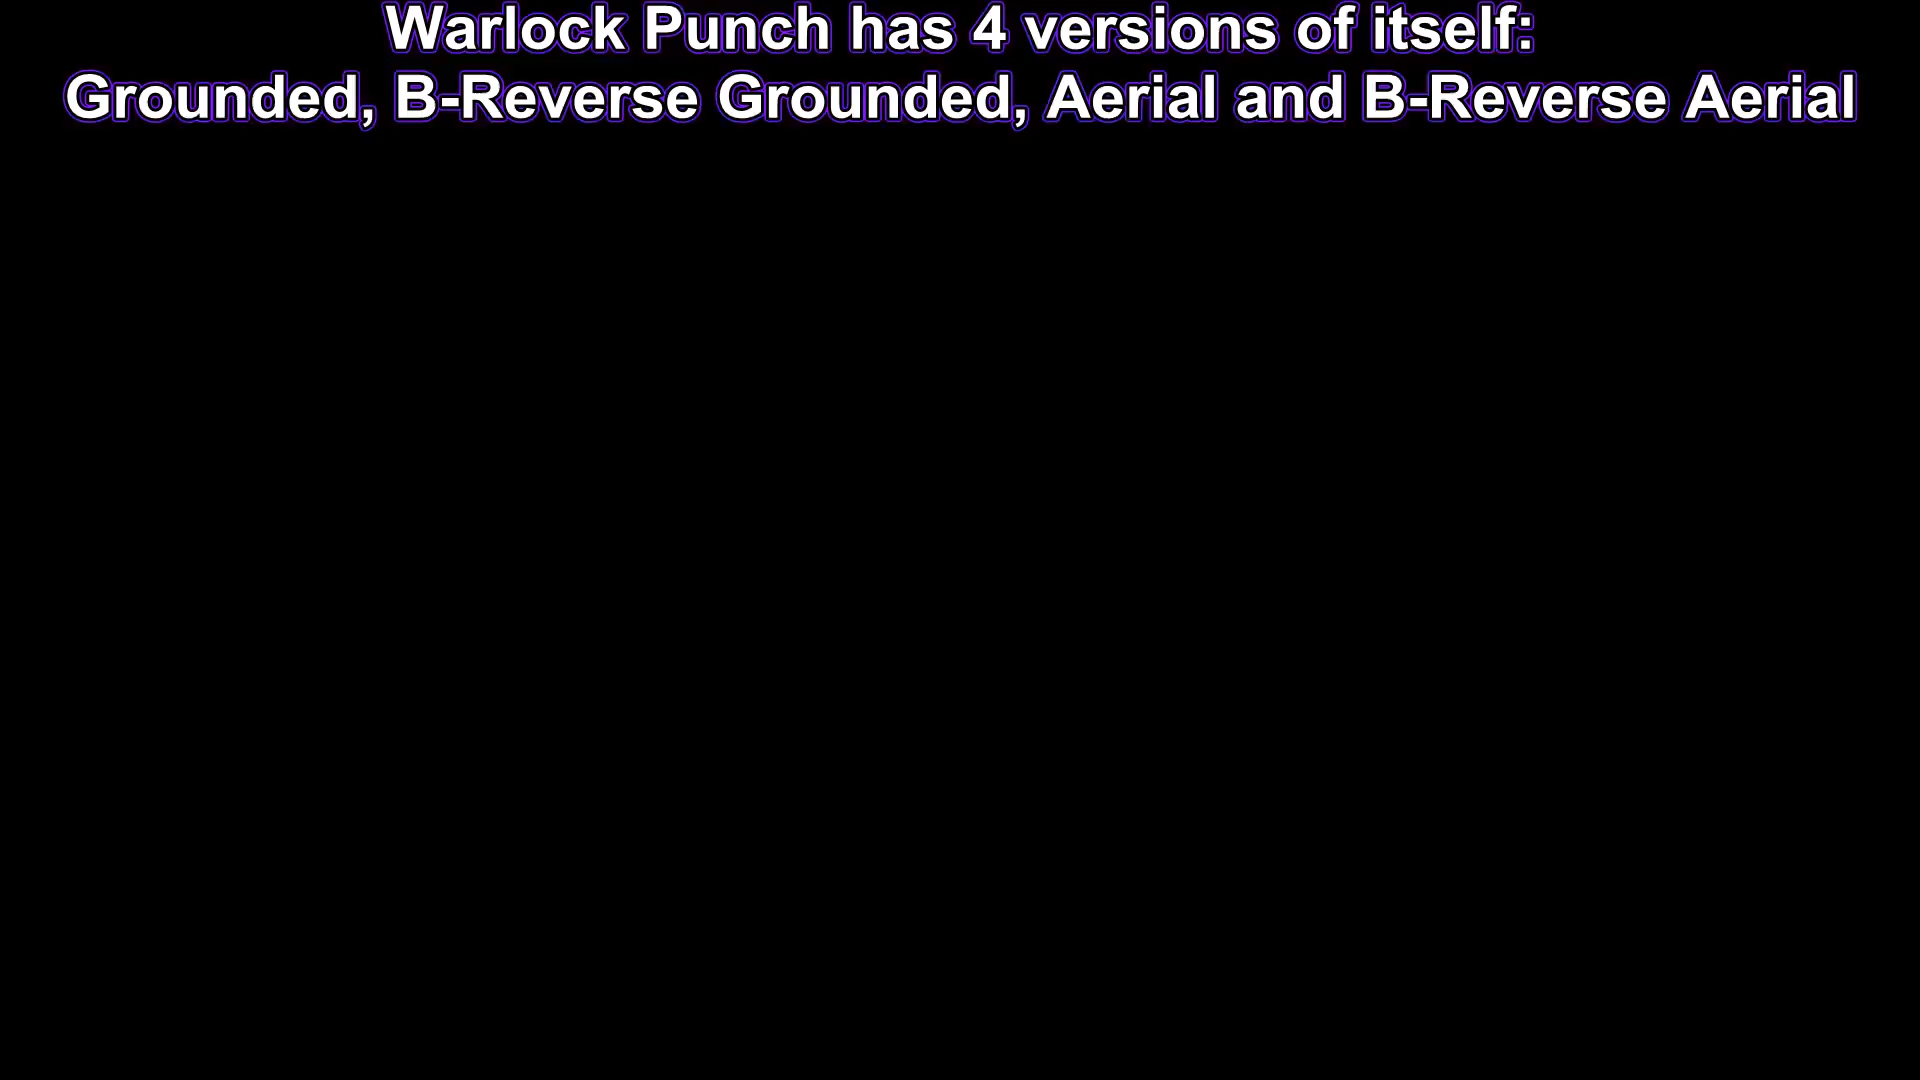 Warlock Punch has 4 versions of itself:
Grounded, B-Reverse Grounded, Aerial and B-Reverse Aerial